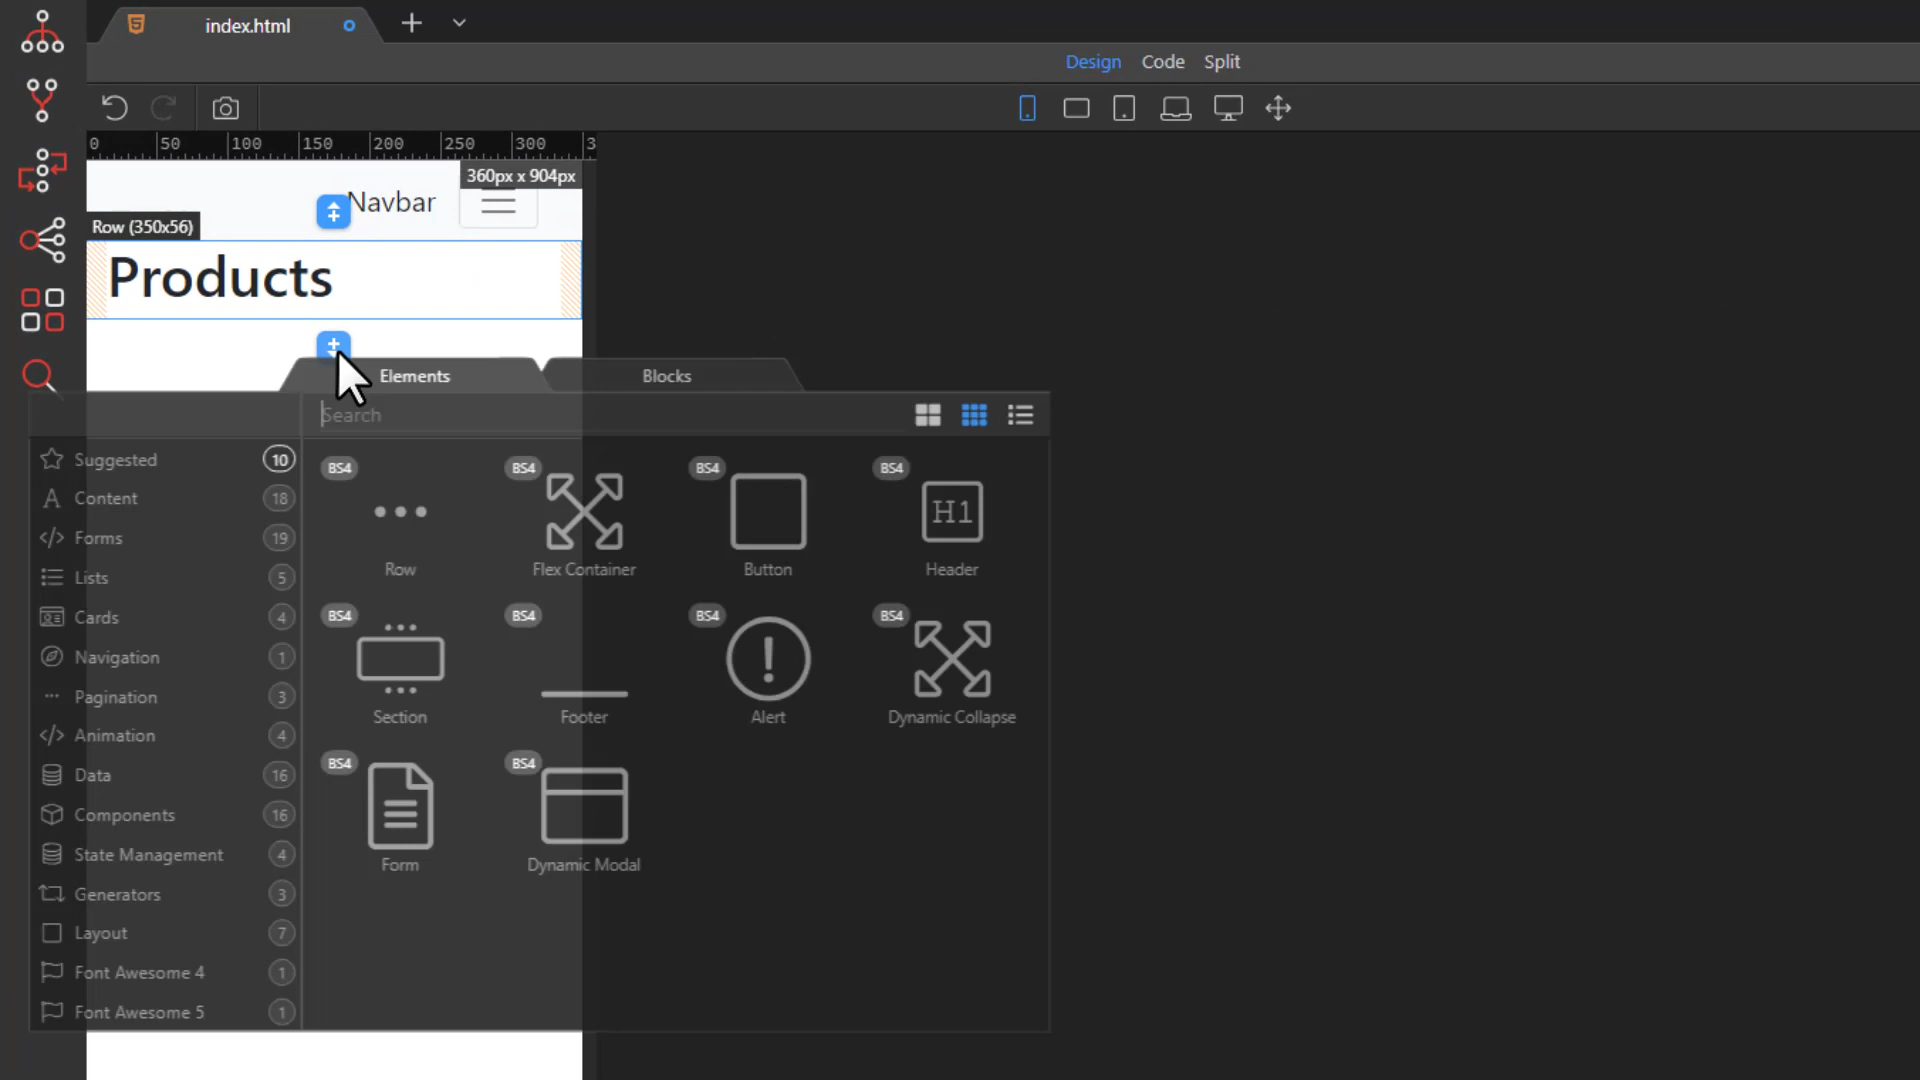 index.html
Design Code Split
0 50 100 150 200 250 300 3
360px x 904px
Navbar
Row (350x56)
Products
Elements Blocks
Search
Suggested 10
Content 18
Forms 19
Lists 5
Cards 4
Navigation 1
Pagination 3
Animation 4
Data 16
Components 16
State Management 4
Generators 3
Layout 7
Font Awesome 4 1
Font Awesome 5 1
BS4 BS4 BS4 BS4
H1
Row Flex Container Button Header
BS4 BS4 BS4 BS4
Section Footer Alert Dynamic Collapse
BS4 BS4
Form Dynamic Modal